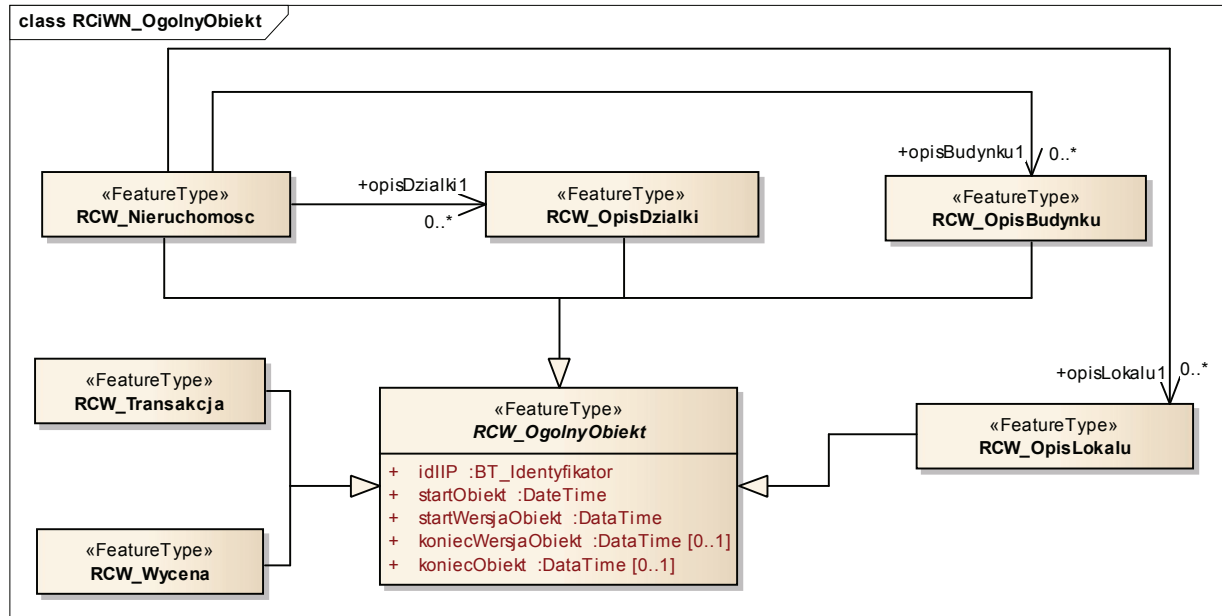 class RCiWN_OgolnyObiekt
+opisBudynku1
0..*
«FeatureType»
RCW_Nieruchomosc
+opisDzialki1
0..*
«FeatureType»
RCW_OpisDzialki
«FeatureType»
RCW_OpisBudynku
«FeatureType»
RCW_Transakcja
+opisLokalu1
0..*
«FeatureType»
RCW_OgolnyObiekt
«FeatureType»
RCW_OpisLokalu
+ idIIP :BT_Identyfikator
+ startObiekt :DateTime
+ startWersjaObiekt :DataTime
+ koniecWersjaObiekt :DataTime [0..1]
+ koniecObiekt :DataTime [0..1]
«FeatureType»
RCW_Wycena